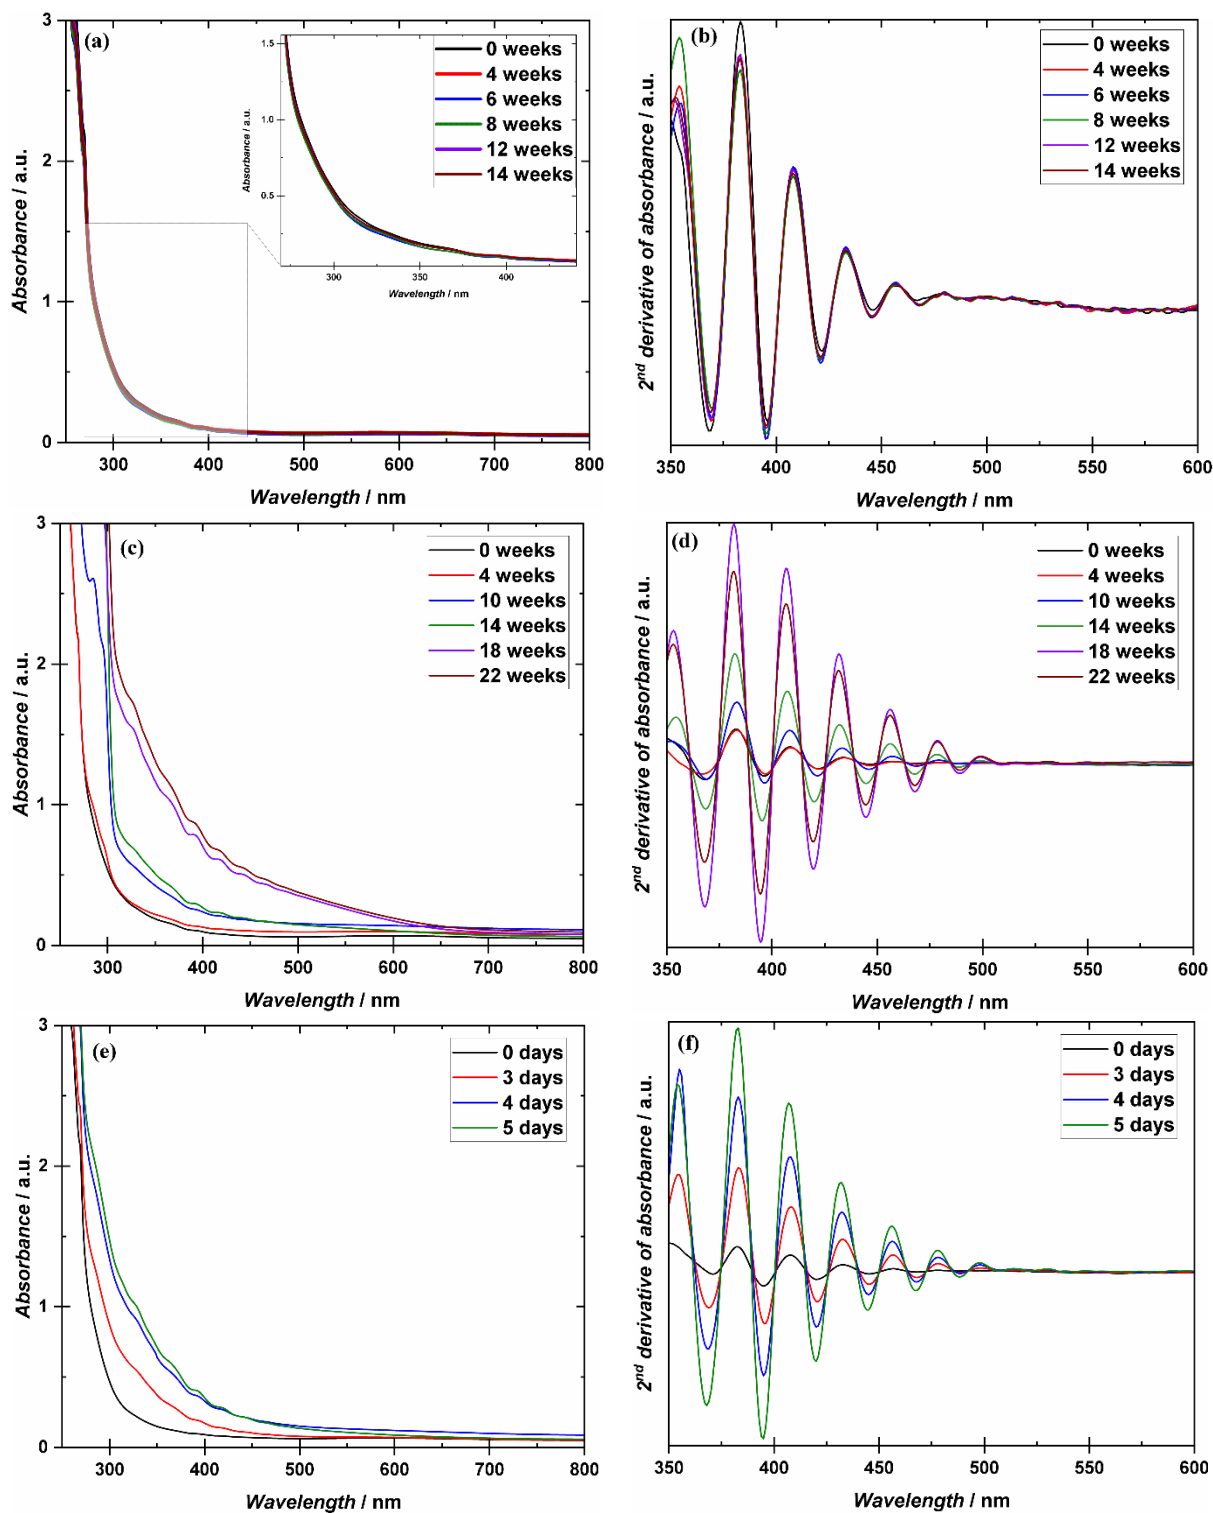 (a)
3
2
1
0
300
400
500
600
700
800
Absorbance / a.u.
Wavelength / nm
1.5
1.0
0.5
300
350
400
Absorbance / a.u.
Wavelength / nm
0 weeks
4 weeks
6 weeks
8 weeks
12 weeks
14 weeks
(b)
0 weeks
4 weeks
6 weeks
8 weeks
12 weeks
14 weeks
2nd derivative of absorbance / a.u.
350
400
450
500
550
600
Wavelength / nm
(c)
3
2
1
0
0 weeks
4 weeks
10 weeks
14 weeks
18 weeks
22 weeks
Absorbance / a.u.
300
400
500
600
700
800
Wavelength / nm
(d)
0 weeks
4 weeks
10 weeks
14 weeks
18 weeks
22 weeks
2nd derivative of absorbance / a.u.
350
400
450
500
550
600
Wavelength / nm
(e)
3
2
1
0
0 days
3 days
4 days
5 days
Absorbance / a.u.
300
400
500
600
700
800
Wavelength / nm
(f)
0 days
3 days
4 days
5 days
2nd derivative of absorbance / a.u.
350
400
450
500
550
600
Wavelength / nm